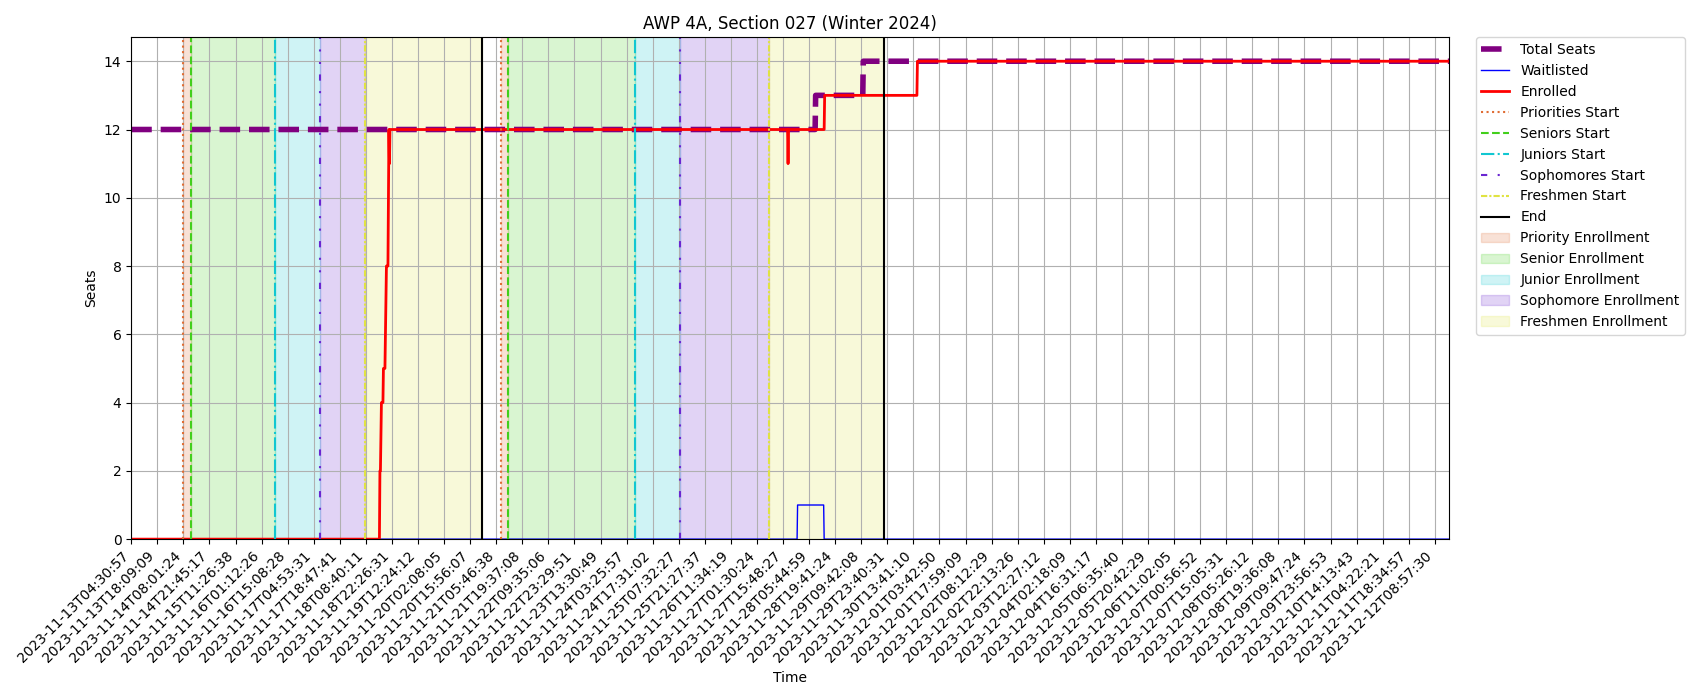 AWP 4A, Section 027 (Winter 2024)
Total Seats
Waitlisted
Enrolled
Priorities Start
Seniors Start
Juniors Start
Sophomores Start
Freshmen Start
End
Priority Enrollment
Senior Enrollment
Junior Enrollment
Sophomore Enrollment
Freshmen Enrollment
Seats
14
12
10
8
6
4
2
0
2023-11-13T04:30:57
2023-11-13T18:09:09
2023-11-14T08:01:24
2023-11-14T21:45:17
2023-11-15T11:26:38
2023-11-16T01:12:26
2023-11-16T15:08:28
2023-11-17T04:53:31
2023-11-17T18:47:41
2023-11-18T08:40:11
2023-11-18T22:26:31
2023-11-19T12:24:12
2023-11-20T02:08:05
2023-11-20T15:56:07
2023-11-21T05:46:38
2023-11-21T19:37:08
2023-11-22T09:35:06
2023-11-22T23:29:51
2023-11-23T13:30:49
2023-11-24T03:25:57
2023-11-24T17:31:02
2023-11-25T07:32:27
2023-11-25T21:27:37
2023-11-26T11:34:19
2023-11-27T01:30:24
2023-11-27T15:48:27
2023-11-28T05:44:59
2023-11-28T19:41:24
2023-11-29T09:42:08
2023-11-29T23:40:31
2023-11-30T13:41:10
2023-12-01T03:42:50
2023-12-01T17:59:09
2023-12-02T08:12:29
2023-12-02T22:13:26
2023-12-03T12:27:12
2023-12-04T02:18:09
2023-12-04T16:31:17
2023-12-05T06:35:40
2023-12-05T20:42:29
2023-12-06T11:02:05
2023-12-07T00:56:52
2023-12-07T15:05:31
2023-12-08T05:26:12
2023-12-08T19:36:08
2023-12-09T09:47:24
2023-12-09T23:56:53
2023-12-10T14:13:43
2023-12-11T04:22:21
2023-12-11T18:34:57
2023-12-12T08:57:30
Time